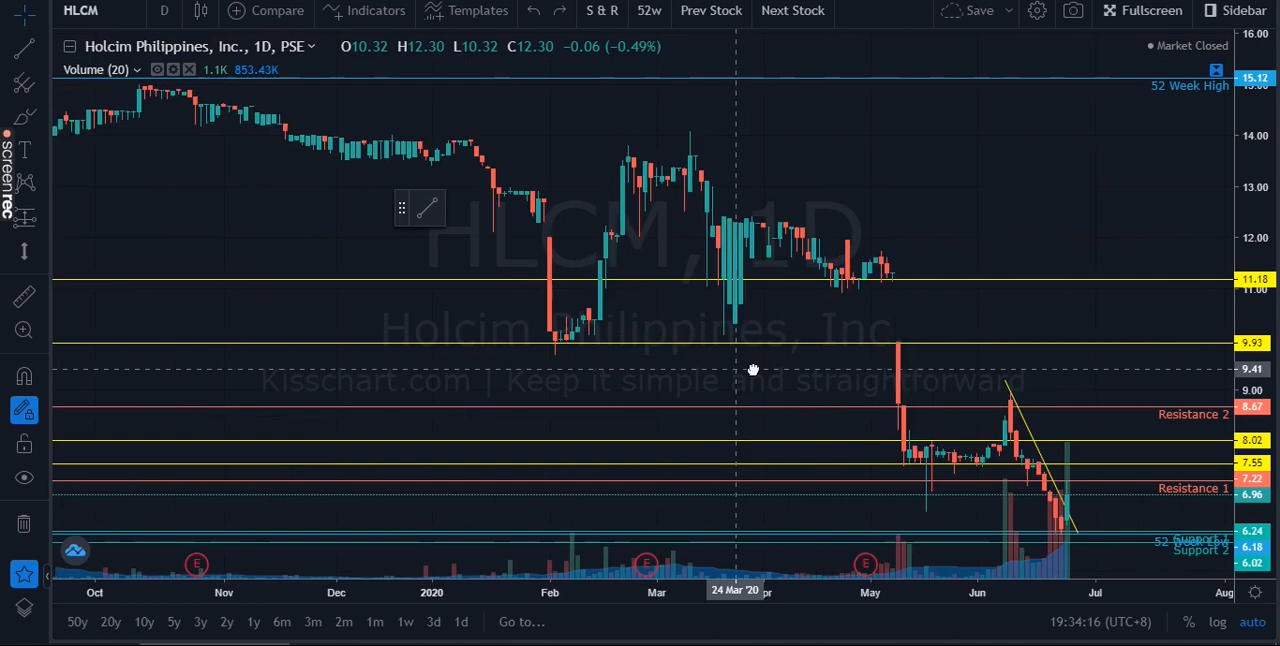 HLCM D Compare Indicators Templates S & R 52w Prev Stock Next Stock Save Fullscreen Sidebar
Holcim Philippines, Inc., 1D, PSE O10.32 H12.30 L10.32 C12.30 −0.06 (−0.49%)
Market Closed
Volume (20) 1.1K 853.43K
16.00
15.12
52 Week High
15.00
14.00
13.00
12.00
11.18
11.00
9.93
9.41
9.00
8.67
Resistance 2
8.02
7.55
7.22
Resistance 1
6.96
6.24
Support 1
52 Week Low
6.18
Support 2
6.02
screenrec
HLCM, 1D
Holcim Philippines, Inc
Kisschart.com | Keep it simple and straightforward
E E E
Oct Nov Dec 2020 Feb Mar 24 Mar '20 pr May Jun Jul Aug
50y 20y 10y 5y 3y 2y 1y 6m 3m 2m 1m 1w 3d 1d Go to... 19:34:16 (UTC+8) % log auto